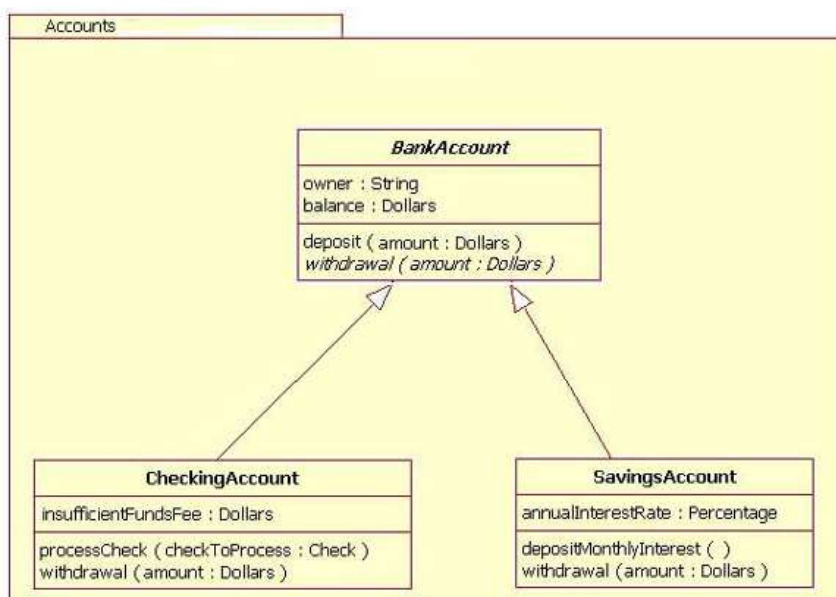 Accounts
BankAccount
owner : String
balance : Dollars
deposit ( amount : Dollars )
withdrawal ( amount : Dollars )
CheckingAccount
insufficientFundsFee : Dollars
processCheck ( checkToProcess : Check )
withdrawal ( amount : Dollars )
SavingsAccount
annualInterestRate : Percentage
depositMonthlyInterest ( )
withdrawal ( amount : Dollars )